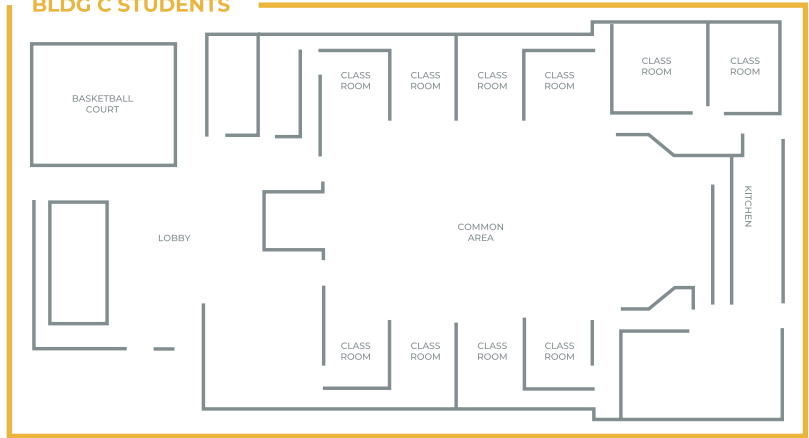 BLDG C STUDENTS
BASKETBALL
COURT
CLASS
ROOM
CLASS
ROOM
CLASS
ROOM
CLASS
ROOM
CLASS
ROOM
CLASS
ROOM
KITCHEN
LOBBY
COMMON
AREA
CLASS
ROOM
CLASS
ROOM
CLASS
ROOM
CLASS
ROOM